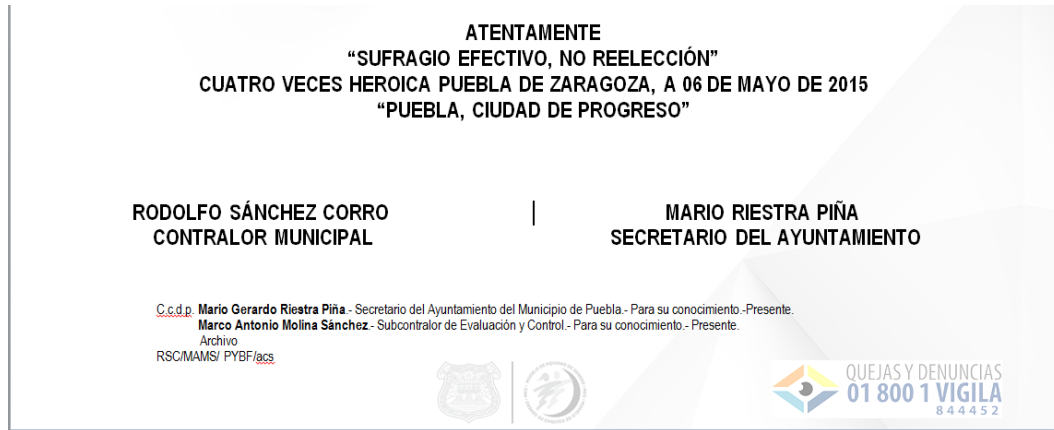 ATENTAMENTE
“SUFRAGIO EFECTIVO, NO REELECCIÓN”
CUATRO VECES HEROICA PUEBLA DE ZARAGOZA, A 06 DE MAYO DE 2015
“PUEBLA, CIUDAD DE PROGRESO”
RODOLFO SÁNCHEZ CORRO
CONTRALOR MUNICIPAL
MARIO RIESTRA PIÑA
SECRETARIO DEL AYUNTAMIENTO
C.c.d.p. Mario Gerardo Riestra Piña.- Secretario del Ayuntamiento del Municipio de Puebla.- Para su conocimiento.-Presente.
Marco Antonio Molina Sánchez.- Subcontralor de Evaluación y Control.- Para su conocimiento.- Presente.
Archivo
RSC/MAMS/ PYBF/acs
QUEJAS Y DENUNCIAS
01 800 1 VIGILA
844452